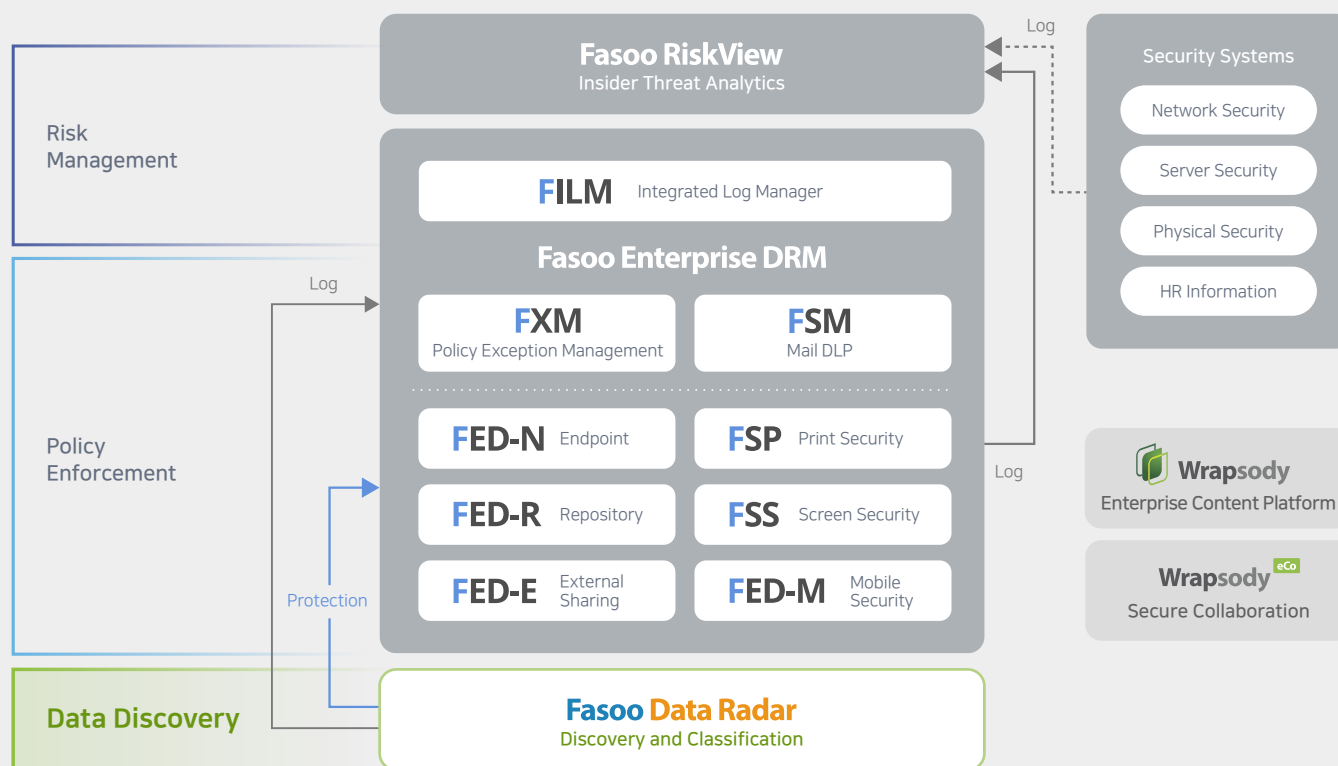 Fasoo RiskView
Insider Threat Analytics
Log
Security Systems
Network Security
Server Security
Physical Security
HR Information
Risk
Management
FILM Integrated Log Manager
Fasoo Enterprise DRM
Log
FXM
Policy Exception Management
FSM
Mail DLP
Policy
Enforcement
FED-N Endpoint
FSP Print Security
Log
FED-R Repository
FSS Screen Security
FED-E External
Sharing
FED-M Mobile
Security
Protection
Wrapsody
Enterprise Content Platform
Wrapsody eCo
Secure Collaboration
Data Discovery
Fasoo Data Radar
Discovery and Classification